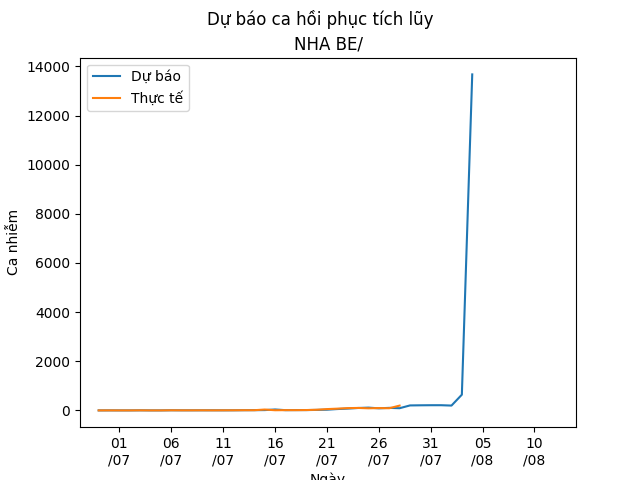 Dự báo ca hồi phục tích lũy
NHA BE/
Dự báo
Thực tế
Ca nhiễm
14000
12000
10000
8000
6000
4000
2000
0
01 06 11 16 21 26 31 05 10
/07 /07 /07 /07 /07 /07 /07 /08 /08
Ngày